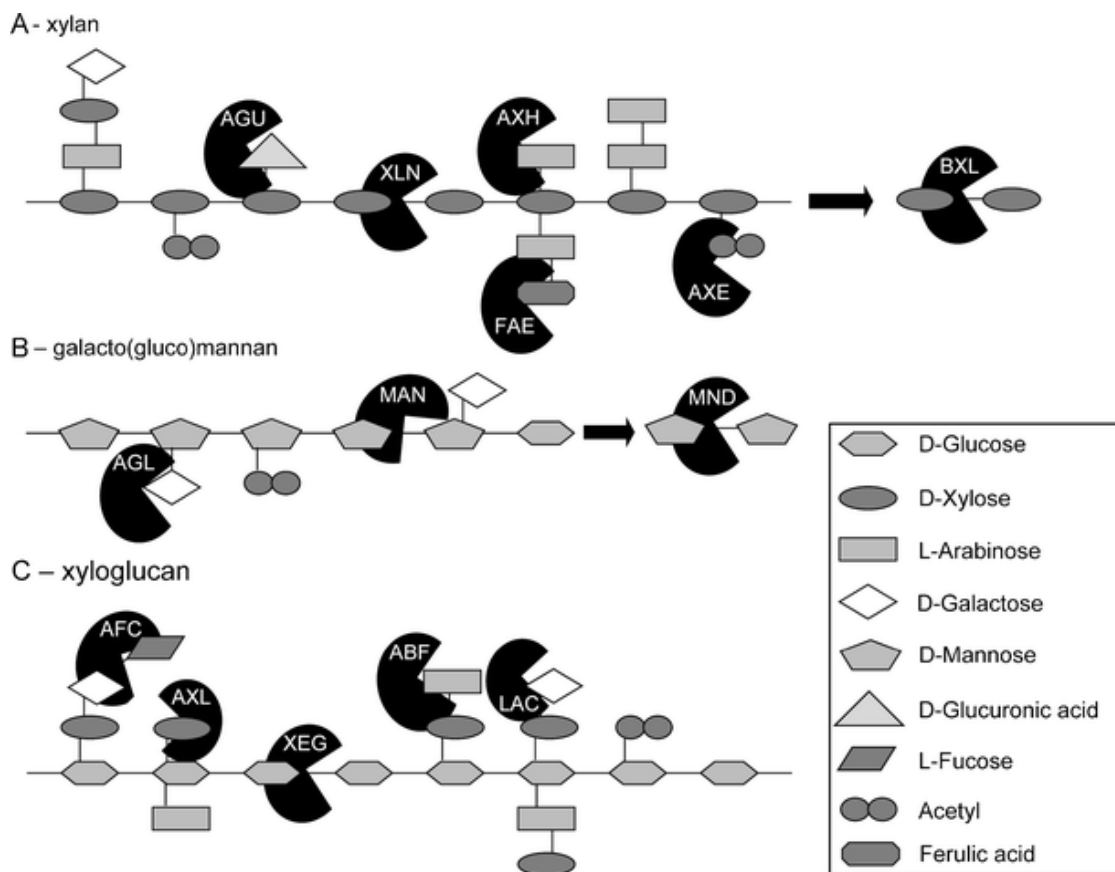 A - xylan
AGU
AXH
XLN
BXL
FAE
AXE
B – galacto(gluco)mannan
MAN
MND
AGL
C – xyloglucan
AFC
AXL
XEG
ABF
LAC
D-Glucose
D-Xylose
L-Arabinose
D-Galactose
D-Mannose
D-Glucuronic acid
L-Fucose
Acetyl
Ferulic acid